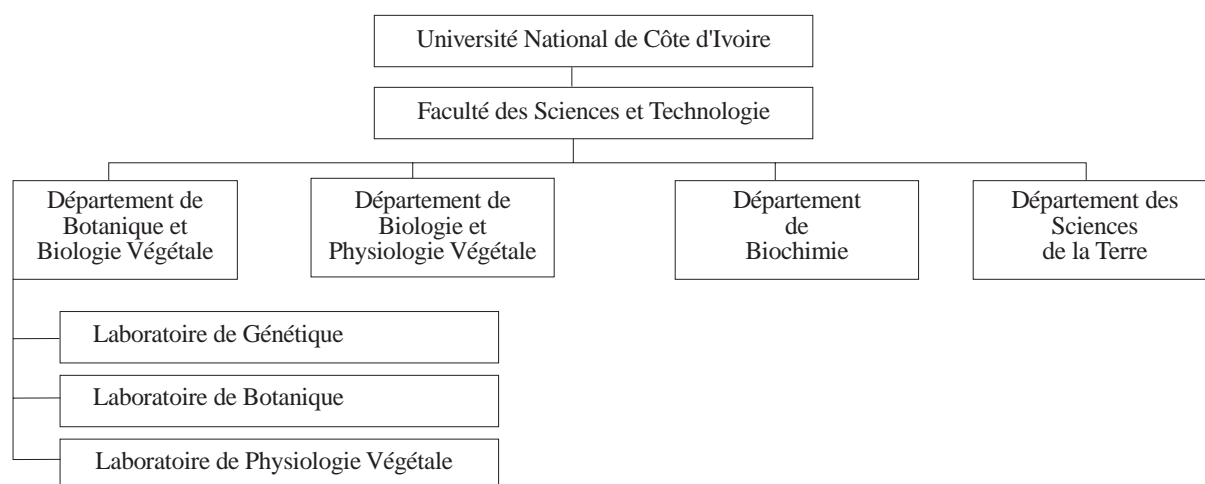 Université National de Côte d'Ivoire
Faculté des Sciences et Technologie
Département de
Botanique et
Biologie Végétale
Département de
Biologie et
Physiologie Végétale
Département
de
Biochimie
Département des
Sciences
de la Terre
Laboratoire de Génétique
Laboratoire de Botanique
Laboratoire de Physiologie Végétale